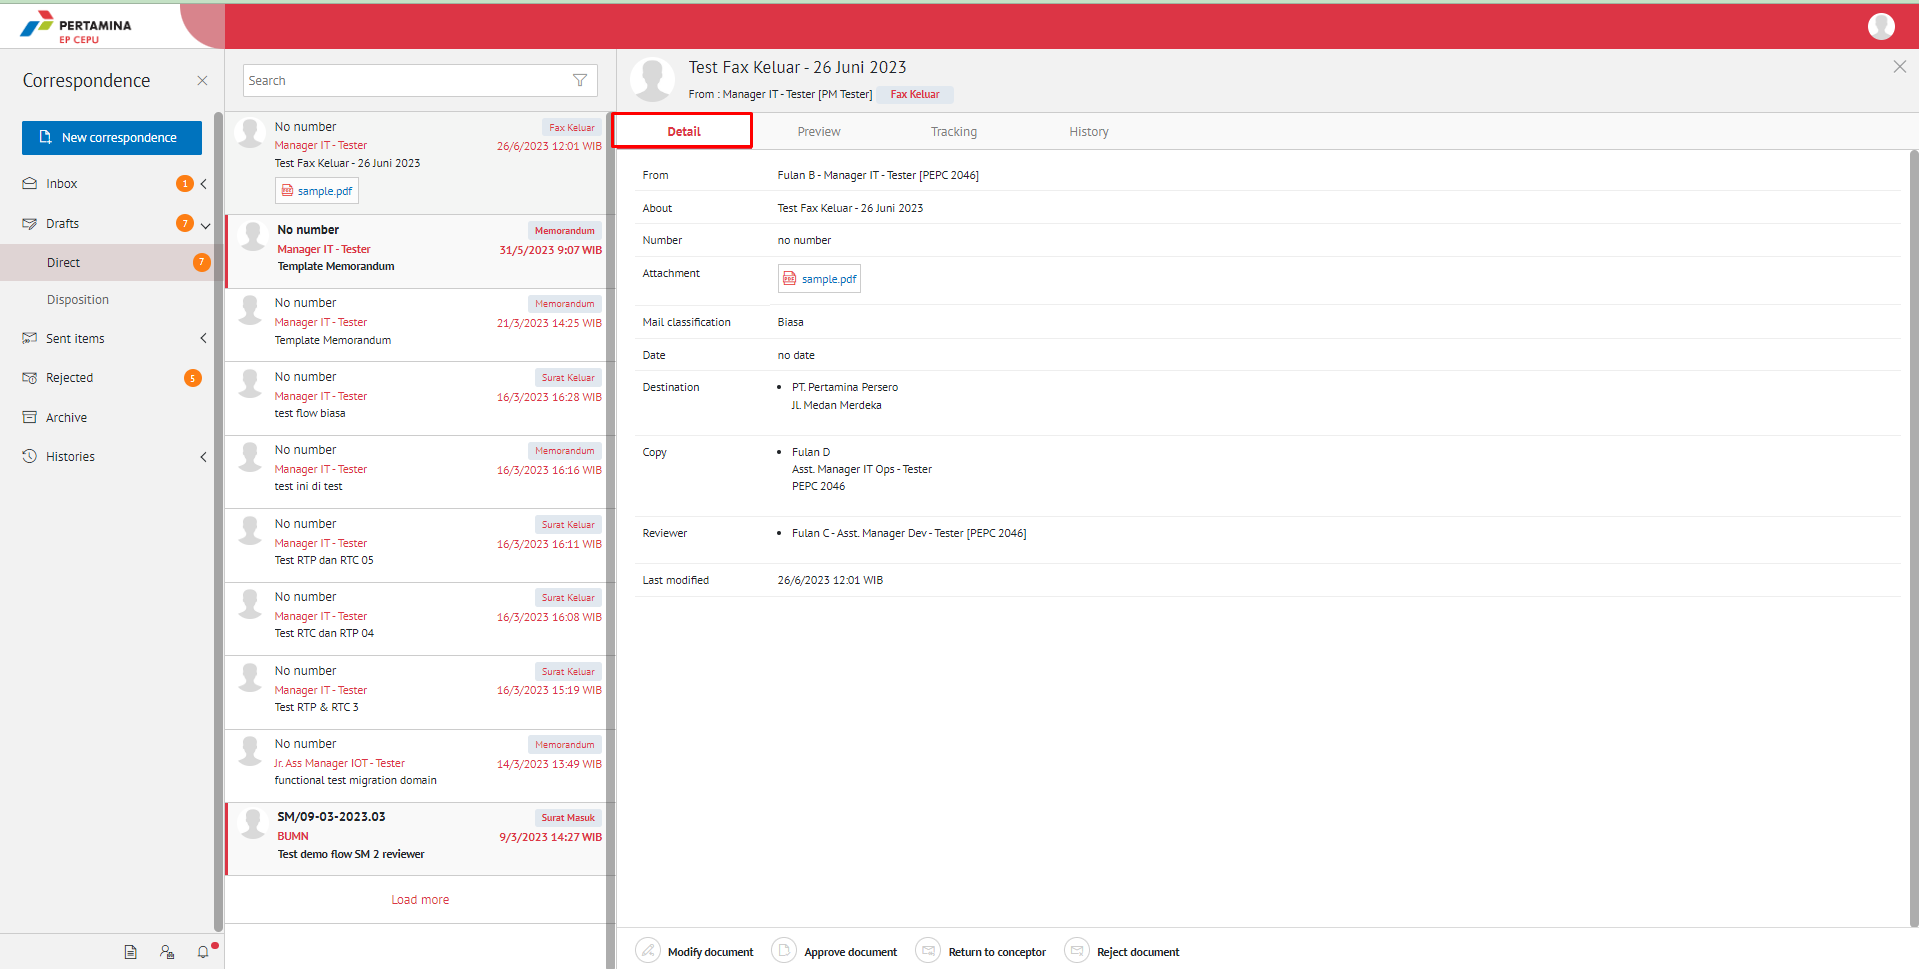 PERTAMINA
EP CEPU
Correspondence
New correspondence
Inbox 1
Drafts 7
Direct 7
Disposition
Sent items
Rejected 5
Archive
Histories
Search
No number Fax Keluar
Manager IT - Tester 26/6/2023 12:01 WIB
Test Fax Keluar - 26 Juni 2023
sample.pdf
No number Memorandum
Manager IT - Tester 31/5/2023 9:07 WIB
Template Memorandum
No number Memorandum
Manager IT - Tester 21/3/2023 14:25 WIB
Template Memorandum
No number Surat Keluar
Manager IT - Tester 16/3/2023 16:28 WIB
test flow biasa
No number Memorandum
Manager IT - Tester 16/3/2023 16:16 WIB
test ini di test
No number Surat Keluar
Manager IT - Tester 16/3/2023 16:11 WIB
Test RTP dan RTC 05
No number Surat Keluar
Manager IT - Tester 16/3/2023 16:08 WIB
Test RTC dan RTP 04
No number Surat Keluar
Manager IT - Tester 16/3/2023 15:19 WIB
Test RTP & RTC 3
No number Memorandum
Jr. Ass Manager IOT - Tester 14/3/2023 13:49 WIB
functional test migration domain
SM/09-03-2023.03 Surat Masuk
BUMN 9/3/2023 14:27 WIB
Test demo flow SM 2 reviewer
Load more
Test Fax Keluar - 26 Juni 2023
From : Manager IT - Tester [PM Tester] Fax Keluar
Detail Preview Tracking History
From Fulan B - Manager IT - Tester [PEPC 2046]
About Test Fax Keluar - 26 Juni 2023
Number no number
Attachment sample.pdf
Mail classification Biasa
Date no date
Destination • PT. Pertamina Persero
Jl. Medan Merdeka
Copy • Fulan D
Asst. Manager IT Ops - Tester
PEPC 2046
Reviewer • Fulan C - Asst. Manager Dev - Tester [PEPC 2046]
Last modified 26/6/2023 12:01 WIB
Modify document Approve document Return to conceptor Reject document